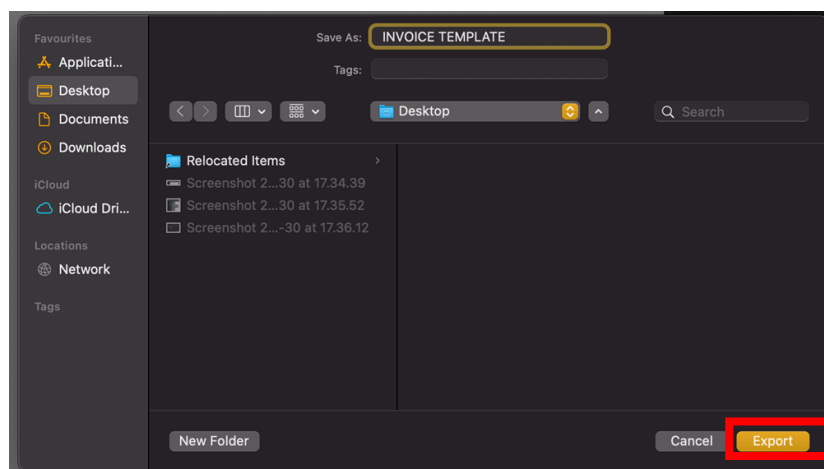 Favourites
Applicati...
Desktop
Documents
Downloads
iCloud
iCloud Dri...
Locations
Network
Tags
Save As: INVOICE TEMPLATE
Tags:
Desktop
Search
Relocated Items
Screenshot 2...30 at 17.34.39
Screenshot 2...30 at 17.35.52
Screenshot 2...-30 at 17.36.12
New Folder
Cancel
Export